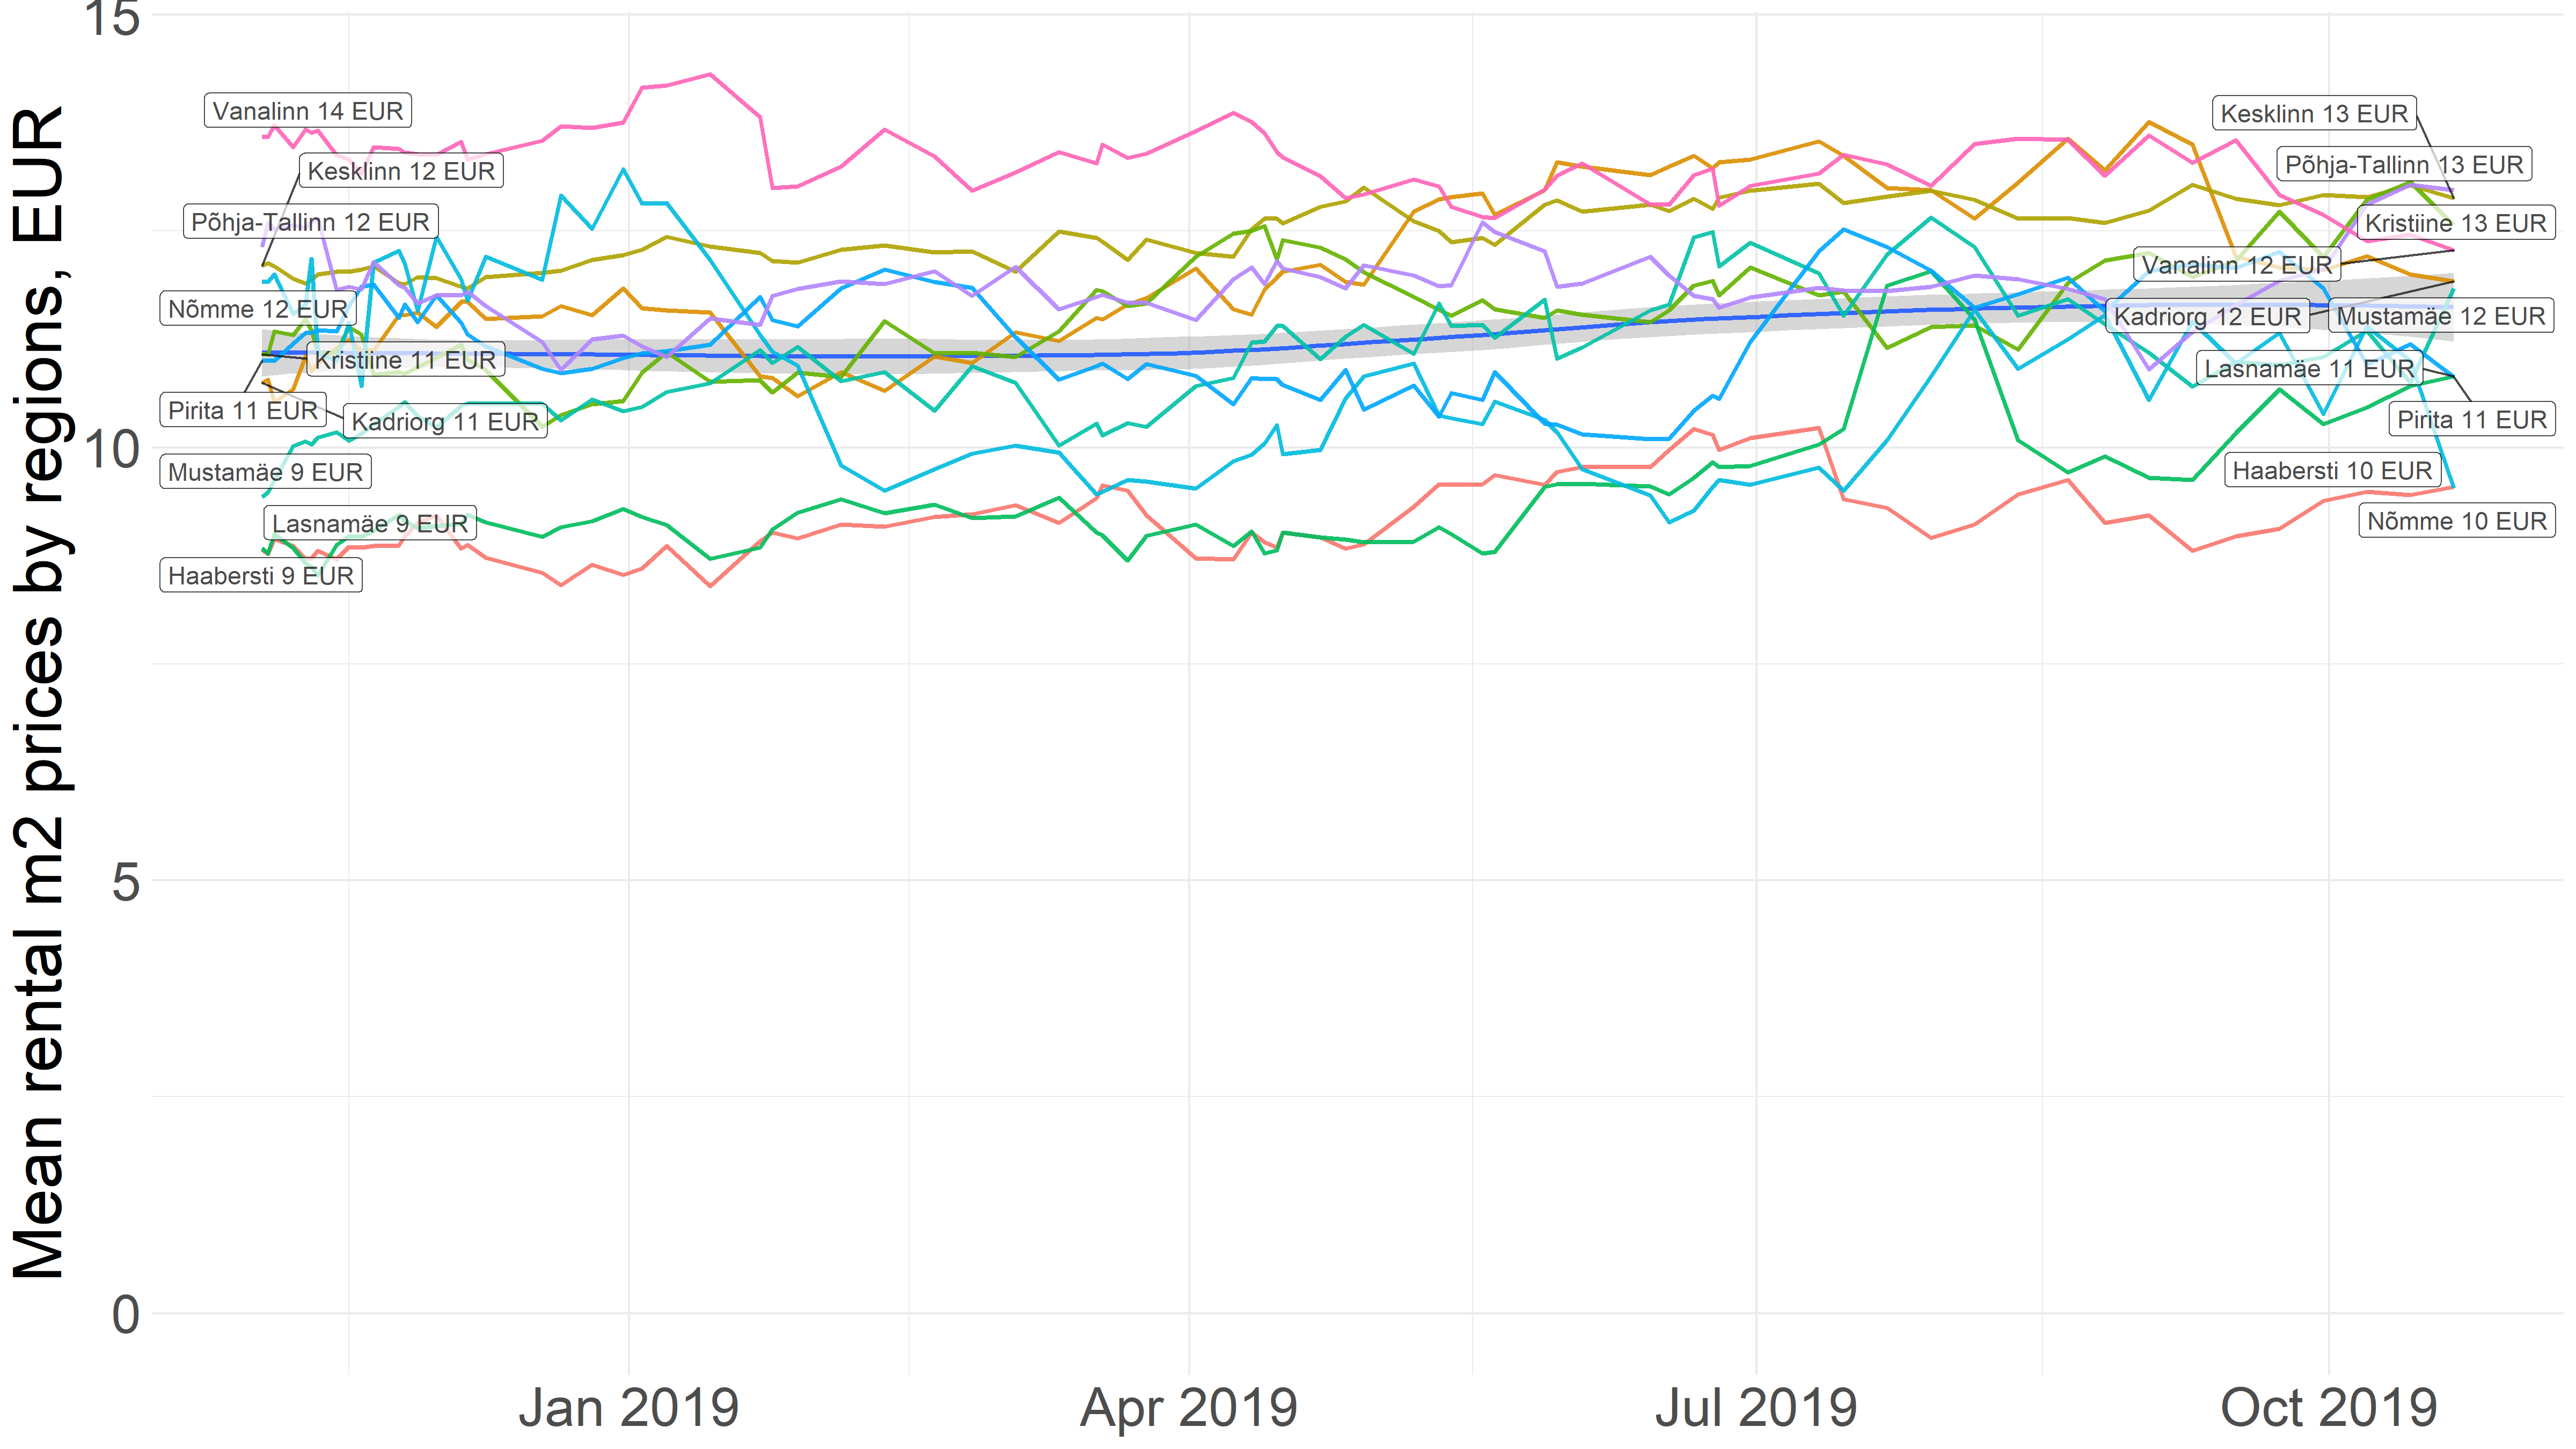 Mean rental m2 prices by regions, EUR
15
10
5
0
Vanalinn 14 EUR
Kesklinn 12 EUR
Põhja-Tallinn 12 EUR
Nõmme 12 EUR
Kristiine 11 EUR
Pirita 11 EUR
Kadriorg 11 EUR
Mustamäe 9 EUR
Lasnamäe 9 EUR
Haabersti 9 EUR
Kesklinn 13 EUR
Põhja-Tallinn 13 EUR
Kristiine 13 EUR
Vanalinn 12 EUR
Kadriorg 12 EUR
Mustamäe 12 EUR
Lasnamäe 11 EUR
Pirita 11 EUR
Haabersti 10 EUR
Nõmme 10 EUR
Jan 2019
Apr 2019
Jul 2019
Oct 2019